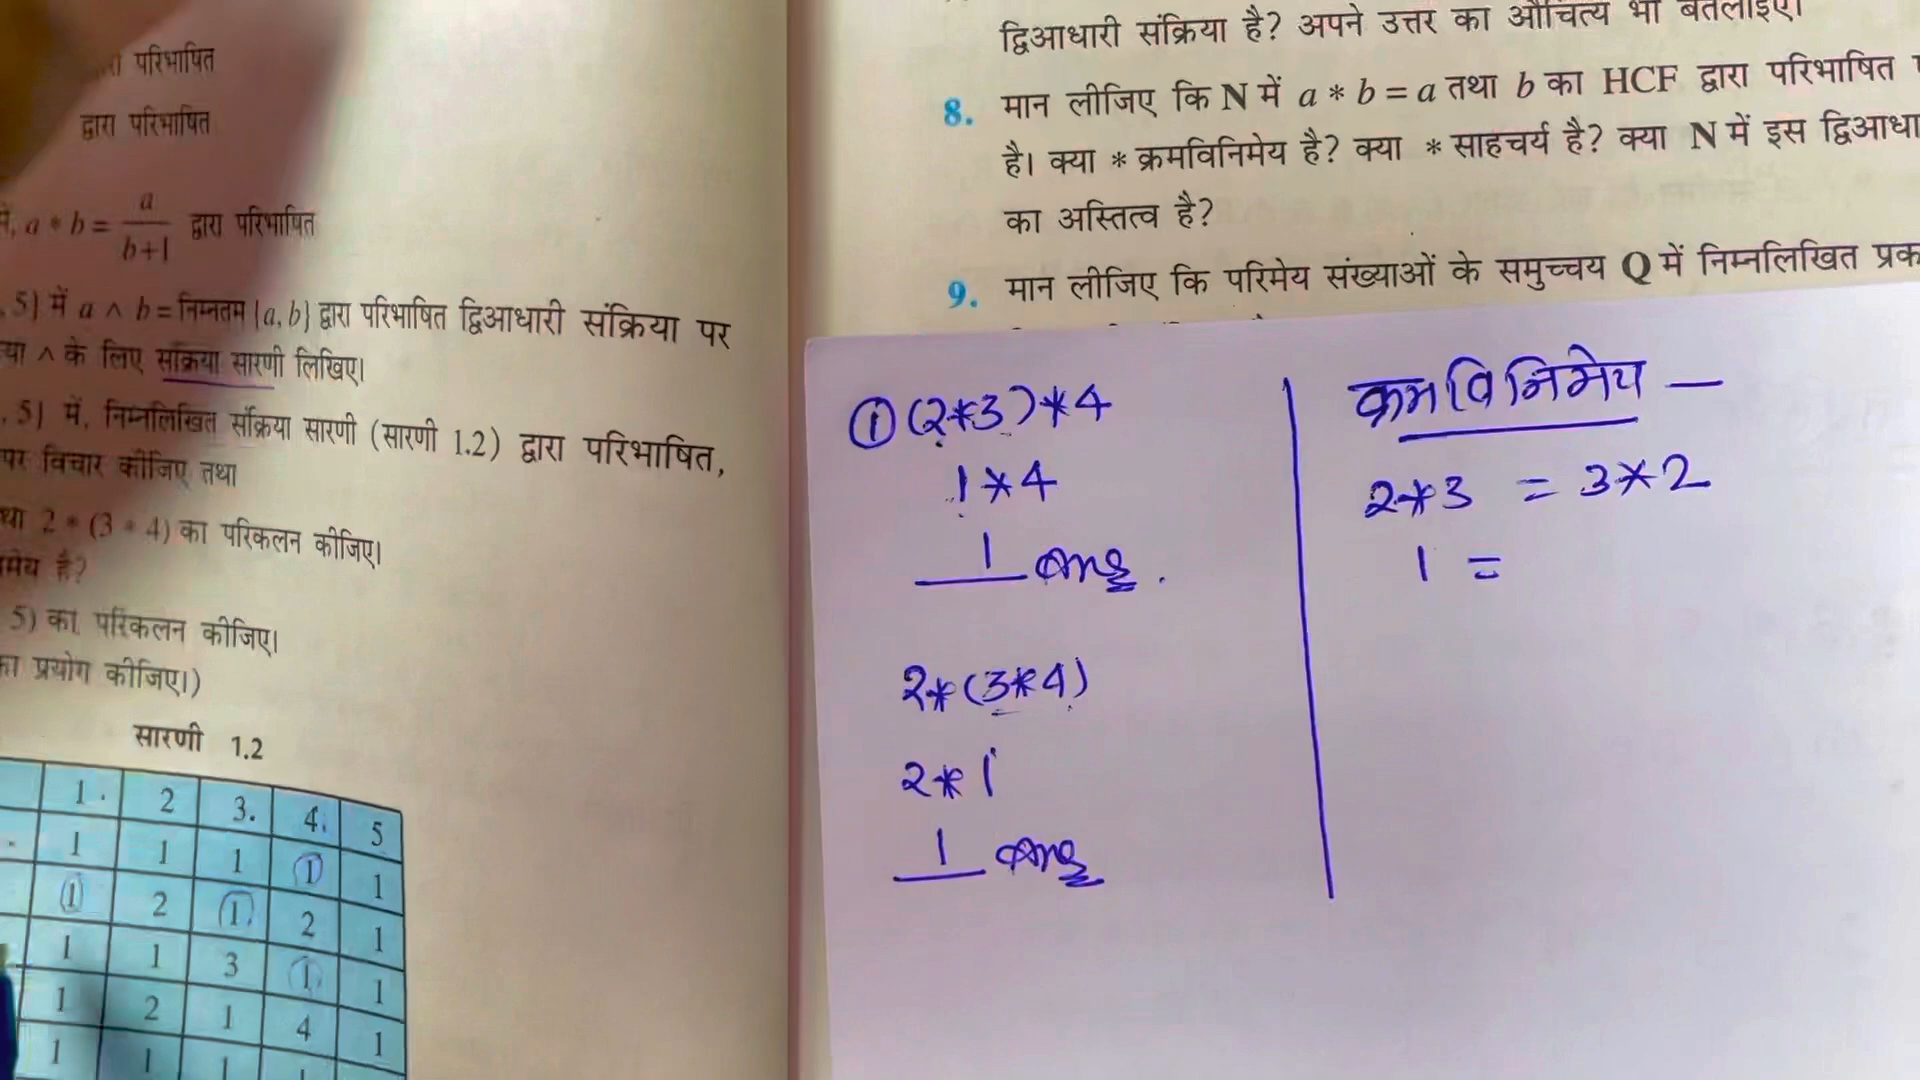 परिभाषित
द्वारा परिभाषित
a * b = a/b+1 द्वारा परिभाषित
5} में a ∧ b = निम्नतम {a, b} द्वारा परिभाषित द्विआधारी संक्रिया पर
∧ के लिए संक्रिया सारणी लिखिए।
, 5} में, निम्नलिखित संक्रिया सारणी (सारणी 1.2) द्वारा परिभाषित,
पर विचार कीजिए तथा
2 * (3 * 4) का परिकलन कीजिए।
है?
5) का परिकलन कीजिए।
का प्रयोग कीजिए।)
सारणी 1.2
1 2 3 4 5
1 1 1 1 1
1 2 1 2 1
1 1 3 1 1
1 2 1 4 1
1 1 1 1
द्विआधारी संक्रिया है? अपने उत्तर का औचित्य भी बतलाइए।
8. मान लीजिए कि N में a * b = a तथा b का HCF द्वारा परिभाषित
है। क्या * क्रमविनिमेय है? क्या * साहचर्य है? क्या N में इस
का अस्तित्व है?
9. मान लीजिए कि परिमेय संख्याओं के समुच्चय Q में निम्नलिखित
① (2*3)*4
1*4
1 ans.
2*(3*4)
2*1
1 ans
क्रमविनिमेय —
2*3 = 3*2
1 =